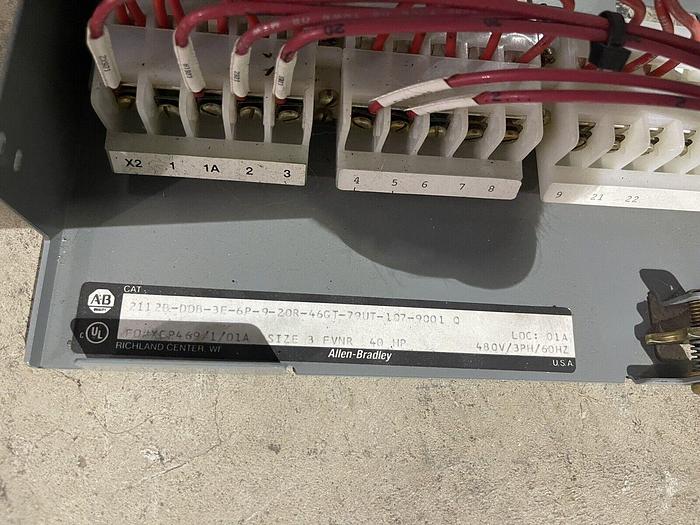 X2 1 1A 2 3
4 5 6 7 8
9 21 22
CAT.
AB
QUALITY
2112B-DDB-3E-6P-9-20R-46GT-79UT-107-9001 Q
UL
SIZE 3 FVNR 40 HP LOC: 01A
RICHLAND CENTER, WI Allen-Bradley 480V/3PH/60HZ
U.S.A.